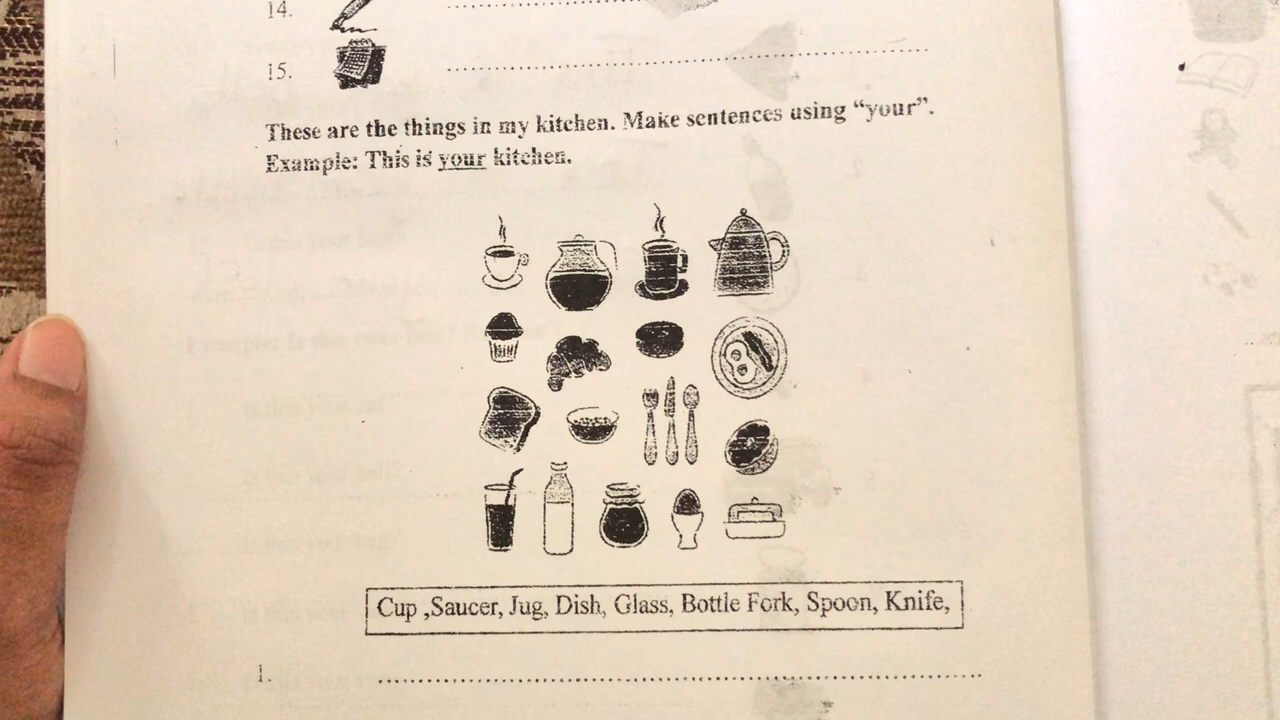 14. ..........
15. ..........
These are the things in my kitchen. Make sentences using “your”.
Example: This is your kitchen.
Cup ,Saucer, Jug, Dish, Glass, Bottle Fork, Spoon, Knife,
1. ..........